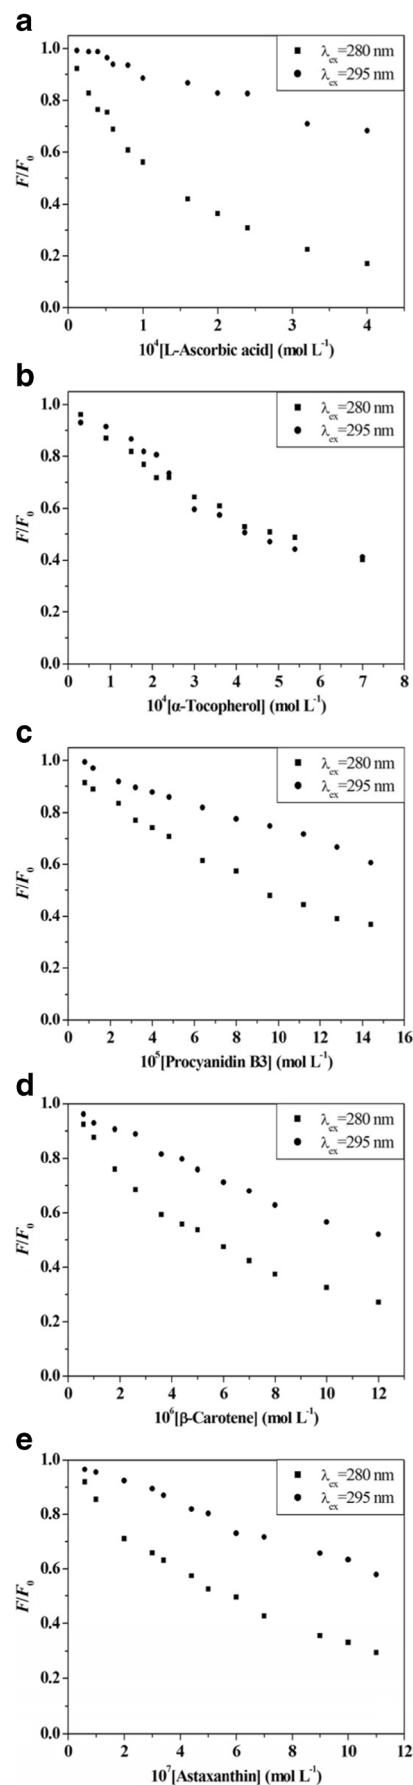 a
λex=280 nm
λex=295 nm
F/F0
1.0
0.8
0.6
0.4
0.2
0.0
0 1 2 3 4
10^4[L-Ascorbic acid] (mol L^-1)
b
λex=280 nm
λex=295 nm
F/F0
1.0
0.8
0.6
0.4
0.2
0.0
0 1 2 3 4 5 6 7 8
10^4[α-Tocopherol] (mol L^-1)
c
λex=280 nm
λex=295 nm
F/F0
1.0
0.8
0.6
0.4
0.2
0.0
0 2 4 6 8 10 12 14 16
10^5[Procyanidin B3] (mol L^-1)
d
λex=280 nm
λex=295 nm
F/F0
1.0
0.8
0.6
0.4
0.2
0.0
0 2 4 6 8 10 12
10^6[β-Carotene] (mol L^-1)
e
λex=280 nm
λex=295 nm
F/F0
1.0
0.8
0.6
0.4
0.2
0.0
0 2 4 6 8 10 12
10^7[Astaxanthin] (mol L^-1)